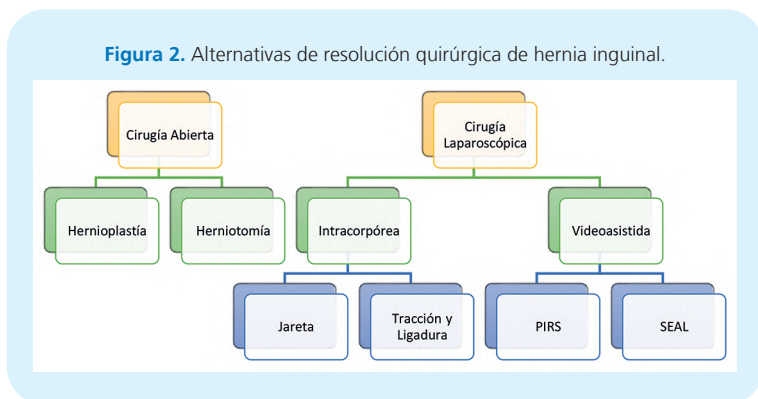 Figura 2. Alternativas de resolución quirúrgica de hernia inguinal.
Cirugía Abierta
Cirugía
Laparoscópica
Hernioplastía
Herniotomía
Intracorpórea
Videoasistida
Jareta
Tracción y
Ligadura
PIRS
SEAL